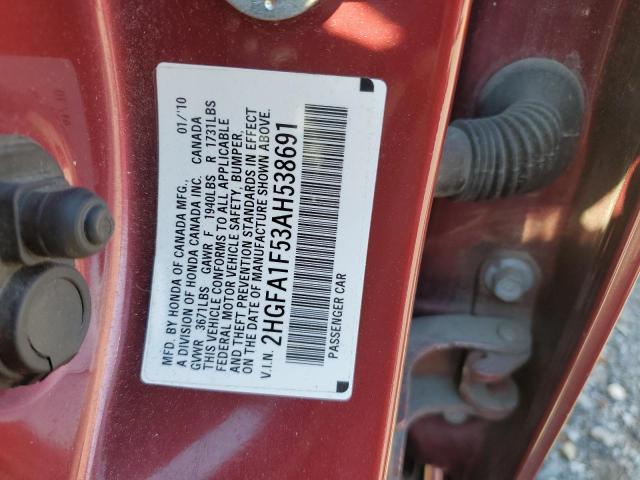 MFD. BY HONDA OF CANADA MFG., 01/'10
A DIVISION OF HONDA CANADA INC. CANADA
GVWR 3671LBS GAWR F 1940LBS R 1731LBS
THIS VEHICLE CONFORMS TO ALL APPLICABLE
FEDERAL MOTOR VEHICLE SAFETY, BUMPER,
AND THEFT PREVENTION STANDARDS IN EFFECT
ON THE DATE OF MANUFACTURE SHOWN ABOVE.
V.I.N. 2HGFA1F53AH538691
PASSENGER CAR